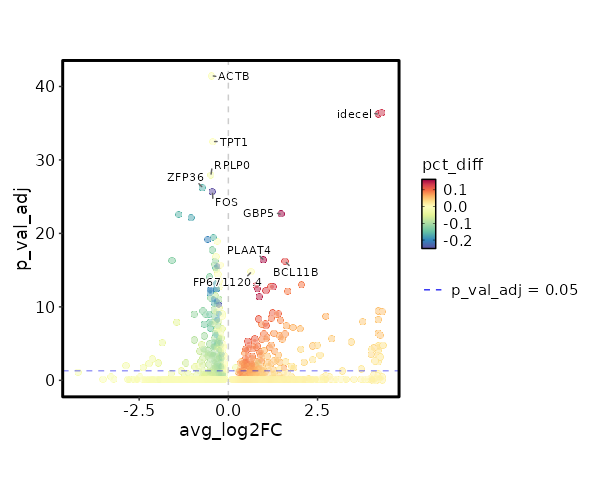 ACTB
idecel
TPT1
RPLP0
ZFP36
FOS
GBP5
PLAAT4
BCL11B
FP671120.4
40
30
20
10
0
p_val_adj
-2.5
0.0
2.5
avg_log2FC
pct_diff
0.1
0.0
-0.1
-0.2
p_val_adj = 0.05